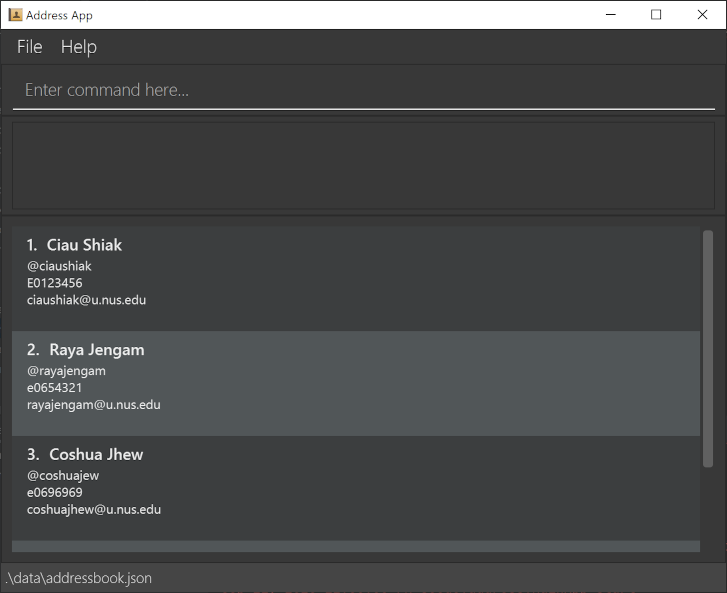 Address App
File Help
Enter command here...
1. Ciau Shiak
@ciaushiak
E0123456
ciaushiak@u.nus.edu
2. Raya Jengam
@rayajengam
e0654321
rayajengam@u.nus.edu
3. Coshua Jhew
@coshuajew
e0696969
coshuajhew@u.nus.edu
.\data\addressbook.json